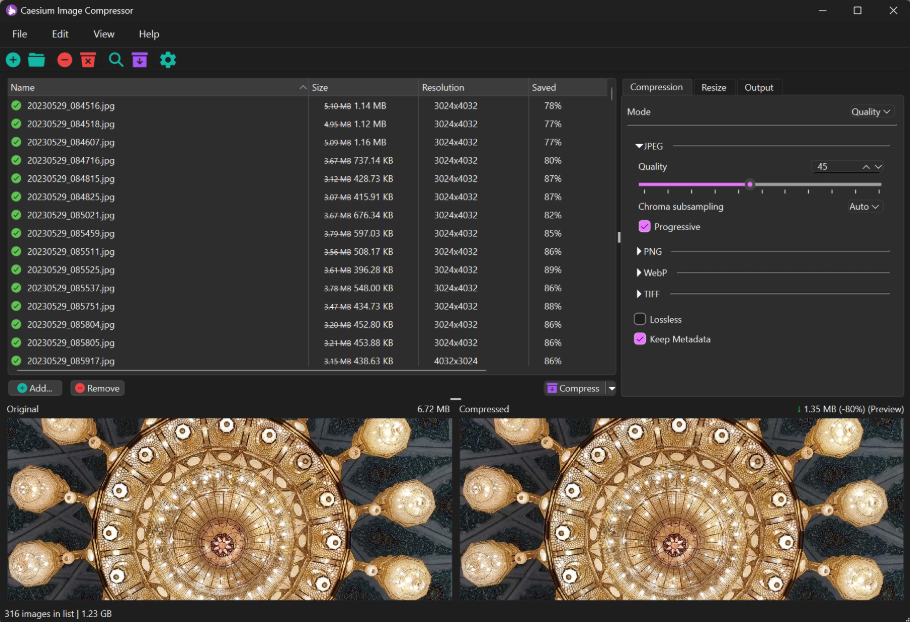 Caesium Image Compressor
File Edit View Help
Name Size Resolution Saved
20230529_084516.jpg 5.10 MB 1.14 MB 3024x4032 78%
20230529_084518.jpg 4.95 MB 1.12 MB 3024x4032 77%
20230529_084607.jpg 5.09 MB 1.16 MB 3024x4032 77%
20230529_084716.jpg 3.67 MB 737.14 KB 3024x4032 80%
20230529_084815.jpg 3.12 MB 428.73 KB 3024x4032 87%
20230529_084825.jpg 3.07 MB 415.91 KB 3024x4032 87%
20230529_085021.jpg 3.67 MB 676.34 KB 3024x4032 82%
20230529_085459.jpg 3.79 MB 597.03 KB 3024x4032 85%
20230529_085511.jpg 3.56 MB 508.17 KB 3024x4032 86%
20230529_085525.jpg 3.61 MB 396.28 KB 3024x4032 89%
20230529_085537.jpg 3.78 MB 548.00 KB 3024x4032 86%
20230529_085751.jpg 3.47 MB 434.73 KB 3024x4032 88%
20230529_085804.jpg 3.20 MB 452.80 KB 3024x4032 86%
20230529_085805.jpg 3.21 MB 453.88 KB 3024x4032 86%
20230529_085917.jpg 3.15 MB 438.63 KB 4032x3024 86%
Add... Remove Compress
Compression Resize Output
Mode Quality
JPEG
Quality 45
Chroma subsampling Auto
Progressive
PNG
WebP
TIFF
Lossless
Keep Metadata
Original 6.72 MB Compressed ↓ 1.35 MB (-80%) (Preview)
316 images in list | 1.23 GB